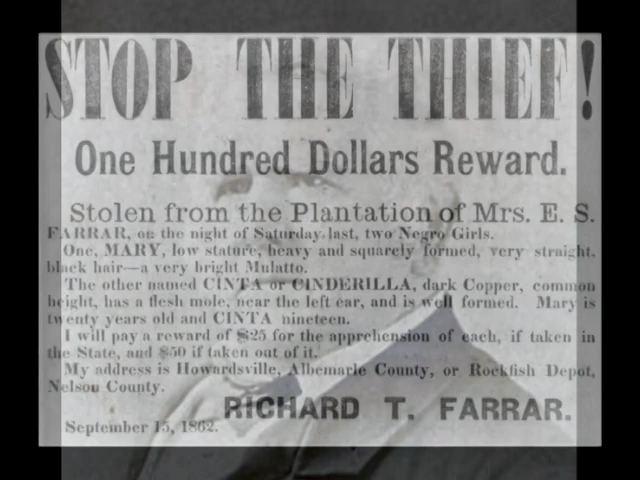 STOP THE THIEF!
One Hundred Dollars Reward.
Stolen from the Plantation of Mrs. E. S.
FARRAR, on the night of Saturday last, two Negro Girls.
One, MARY, low stature, heavy and squarely formed, very straight,
black hair—a very bright Mulatto.
The other named CINTA or CINDERILLA, dark Copper, common
height, has a flesh mole, near the left ear, and is well formed. Mary is
twenty years old and CINTA nineteen.
I will pay a reward of $25 for the apprehension of each, if taken in
the State, and $50 if taken out of it.
My address is Howardsville, Albemarle County, or Rockfish Depot,
Nelson County.
RICHARD T. FARRAR.
September 15, 1862.